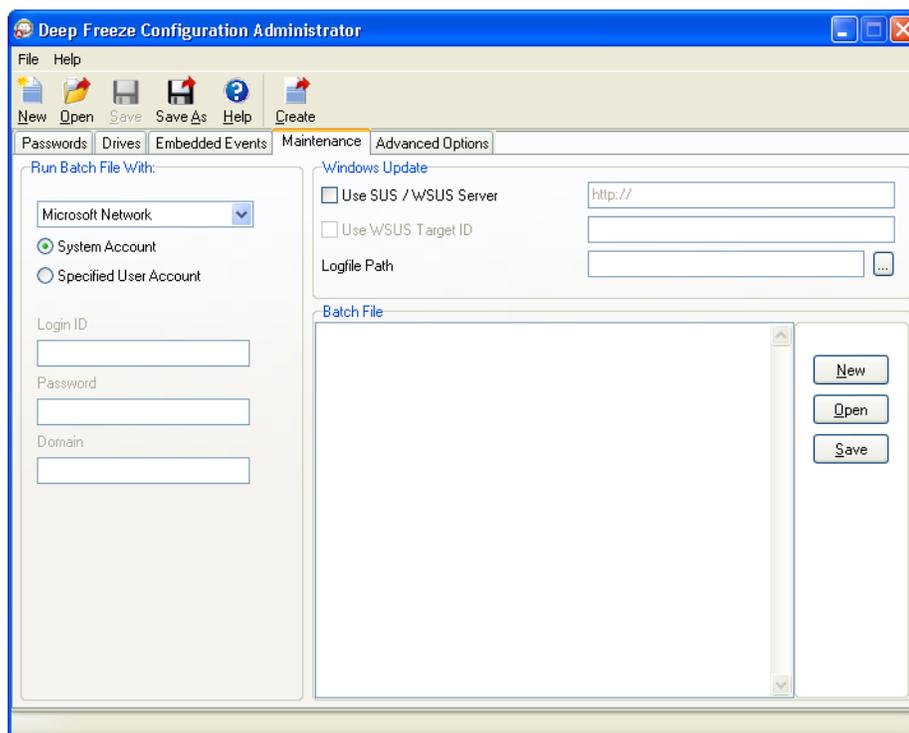 Deep Freeze Configuration Administrator
File Help
New Open Save Save As Help Create
Passwords Drives Embedded Events Maintenance Advanced Options
Run Batch File With:
Microsoft Network
System Account
Specified User Account
Login ID
Password
Domain
Windows Update
Use SUS / WSUS Server http://
Use WSUS Target ID
Logfile Path ...
Batch File
New
Open
Save